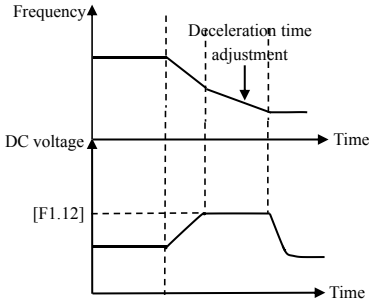 Frequency
Deceleration time
adjustment
Time
DC voltage
[F1.12]
Time